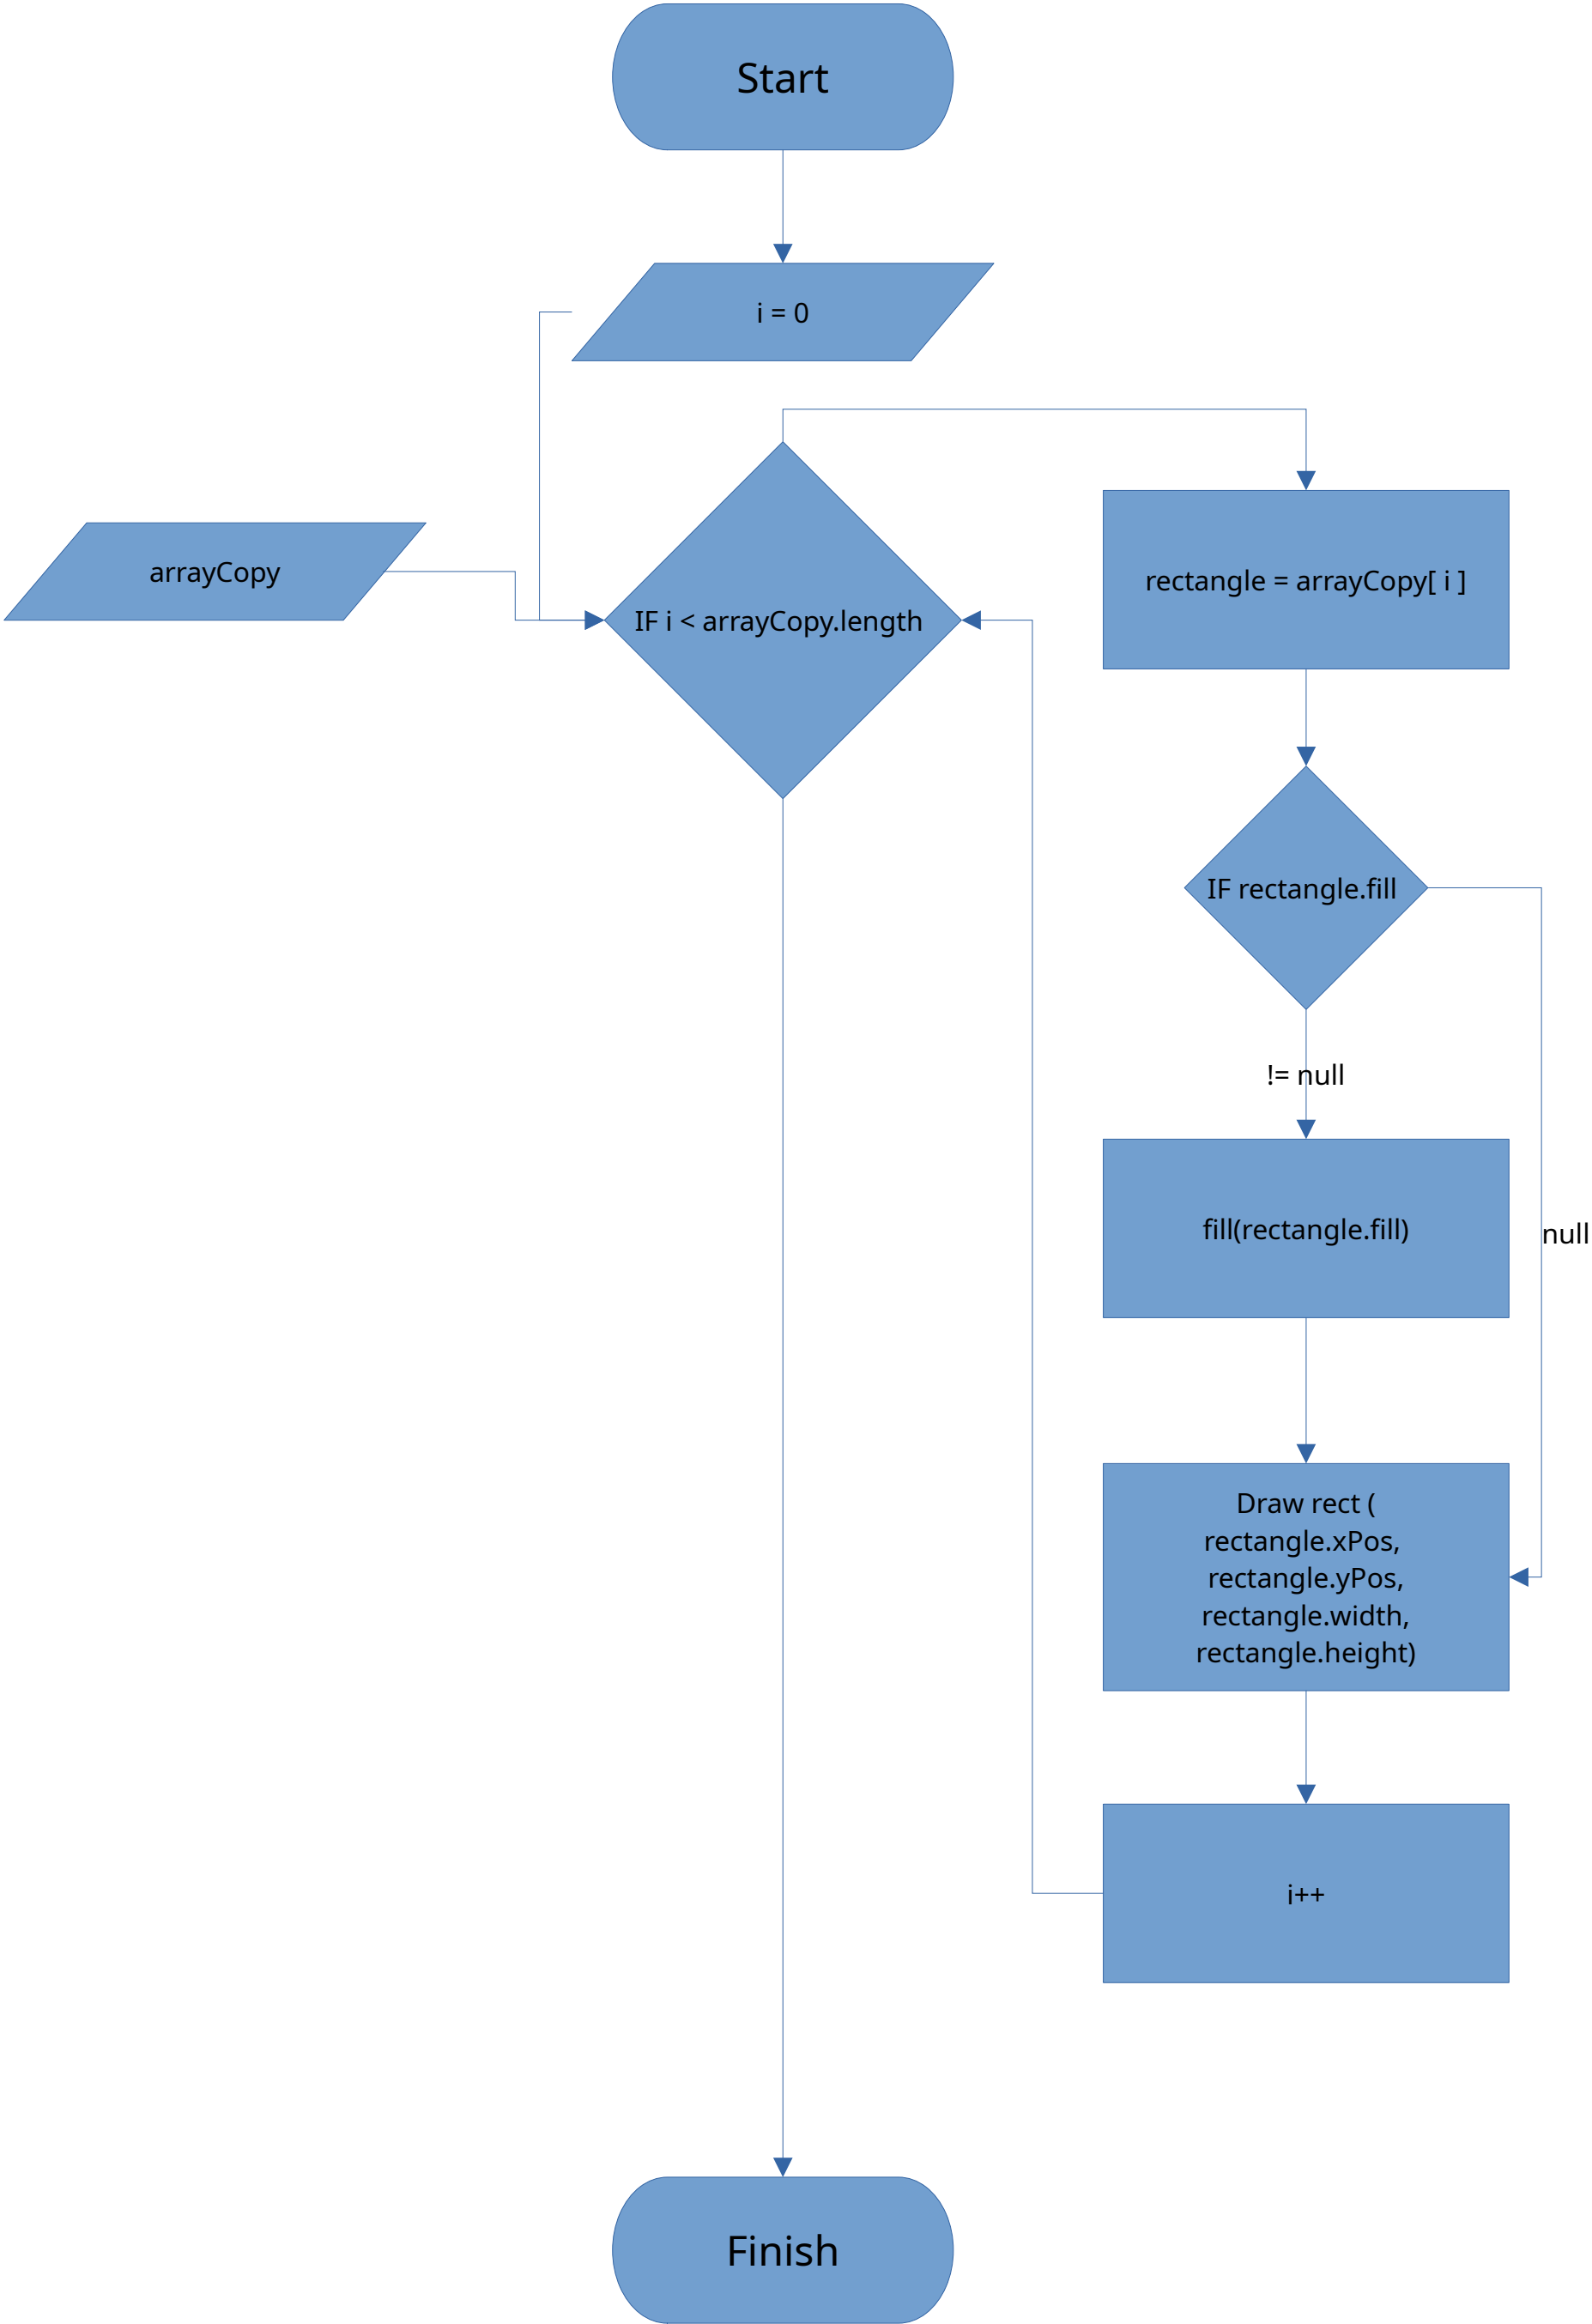 Start
i = 0
arrayCopy
IF i < arrayCopy.length
rectangle = arrayCopy[ i ]
IF rectangle.fill
!= null
fill(rectangle.fill)
null
Draw rect (
rectangle.xPos,
rectangle.yPos,
rectangle.width,
rectangle.height)
i++
Finish